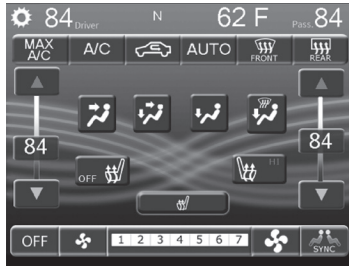 84 Driver N 62 F Pass. 84
MAX A/C A/C AUTO FRONT REAR
84 84
OFF HI
OFF 1 2 3 4 5 6 7 SYNC